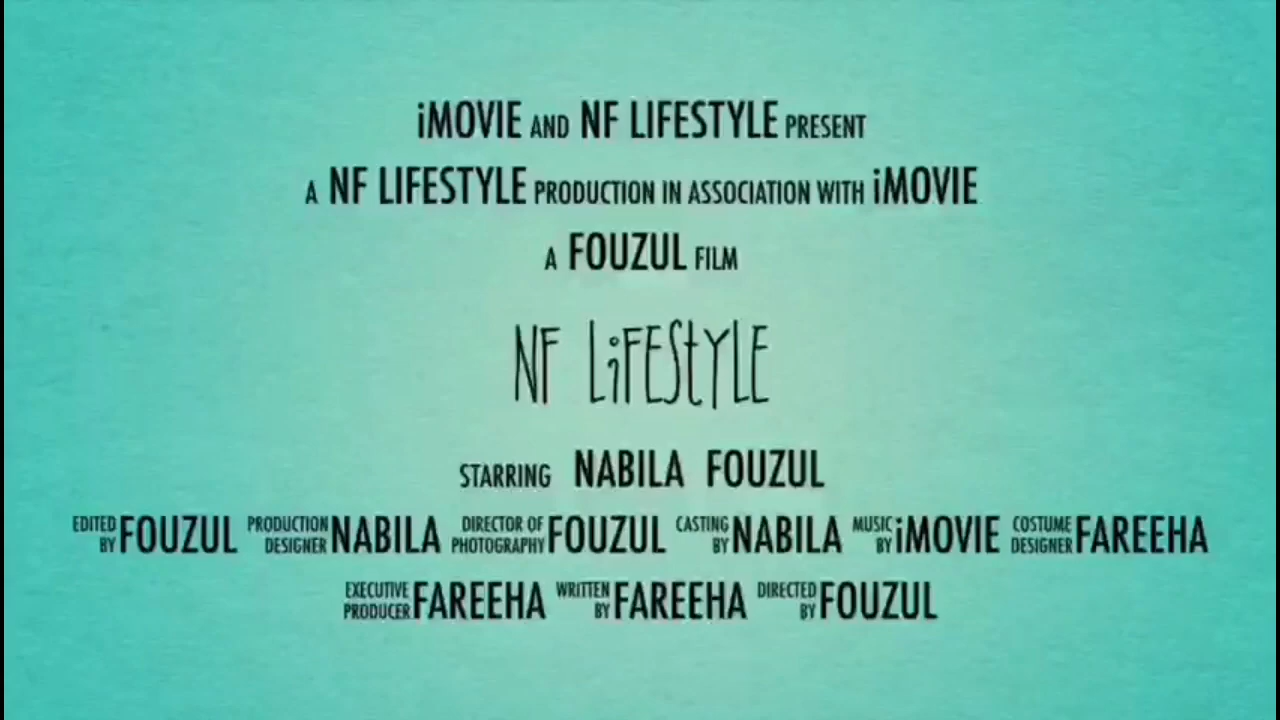 iMOVIE AND NF LIFESTYLE PRESENT
A NF LIFESTYLE PRODUCTION IN ASSOCIATION WITH iMOVIE
A FOUZUL FILM
NF LiFEStYLE
STARRING NABILA FOUZUL
EDITED BY FOUZUL PRODUCTION DESIGNER NABILA DIRECTOR OF PHOTOGRAPHY FOUZUL CASTING BY NABILA MUSIC BY iMOVIE COSTUME DESIGNER FAREEHA
EXECUTIVE PRODUCER FAREEHA WRITTEN BY FAREEHA DIRECTED BY FOUZUL